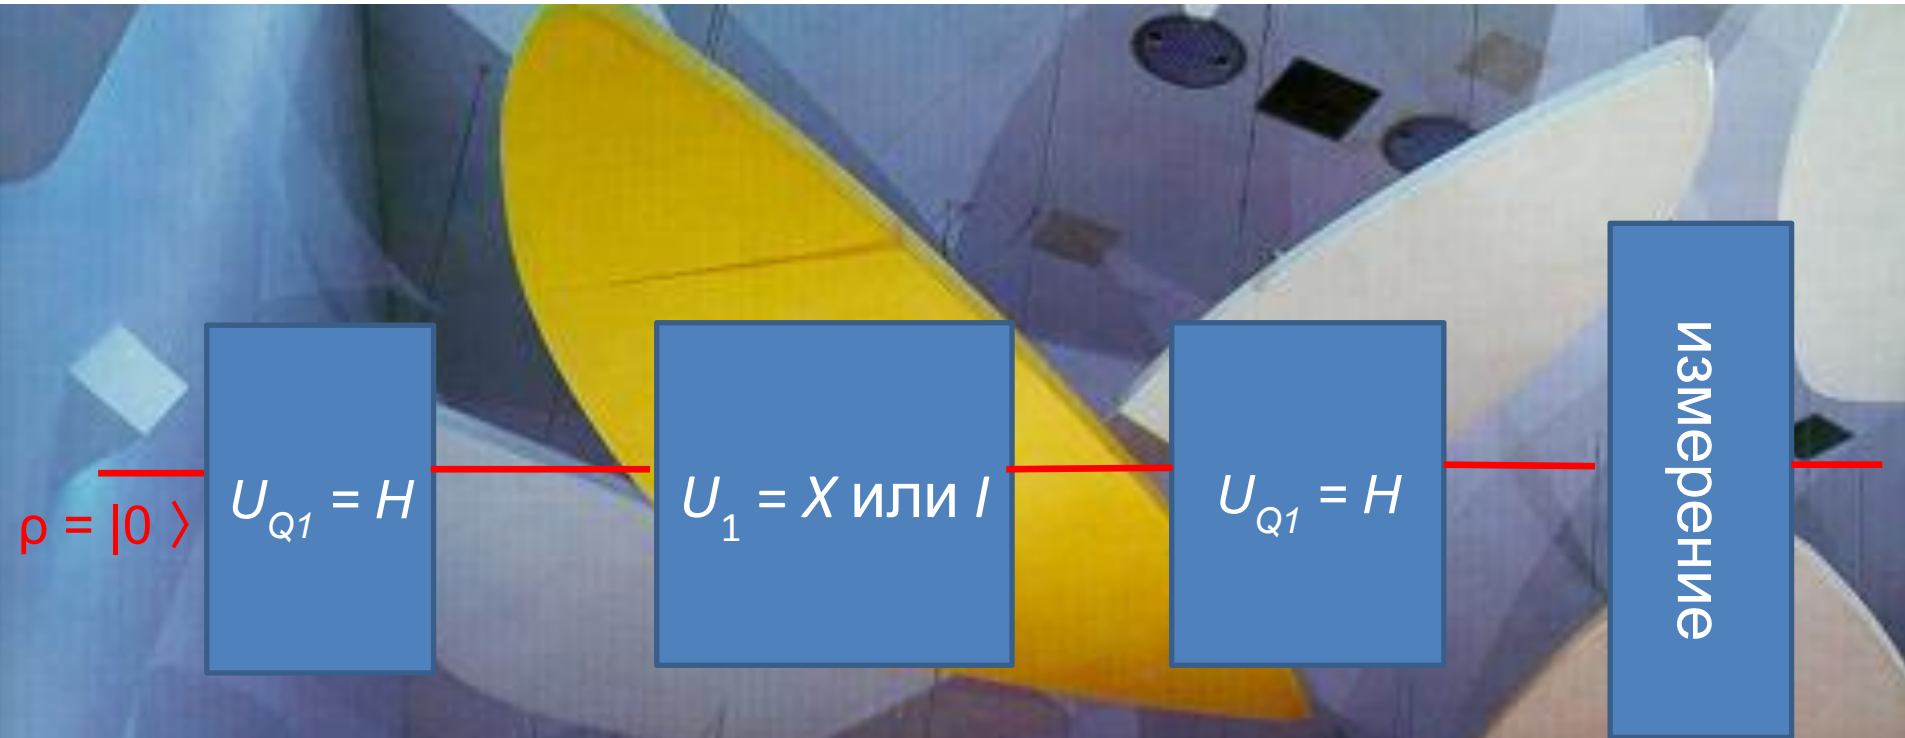 ρ = |0 〉
U_Q1 = H
U_1 = X или I
U_Q1 = H
измерение